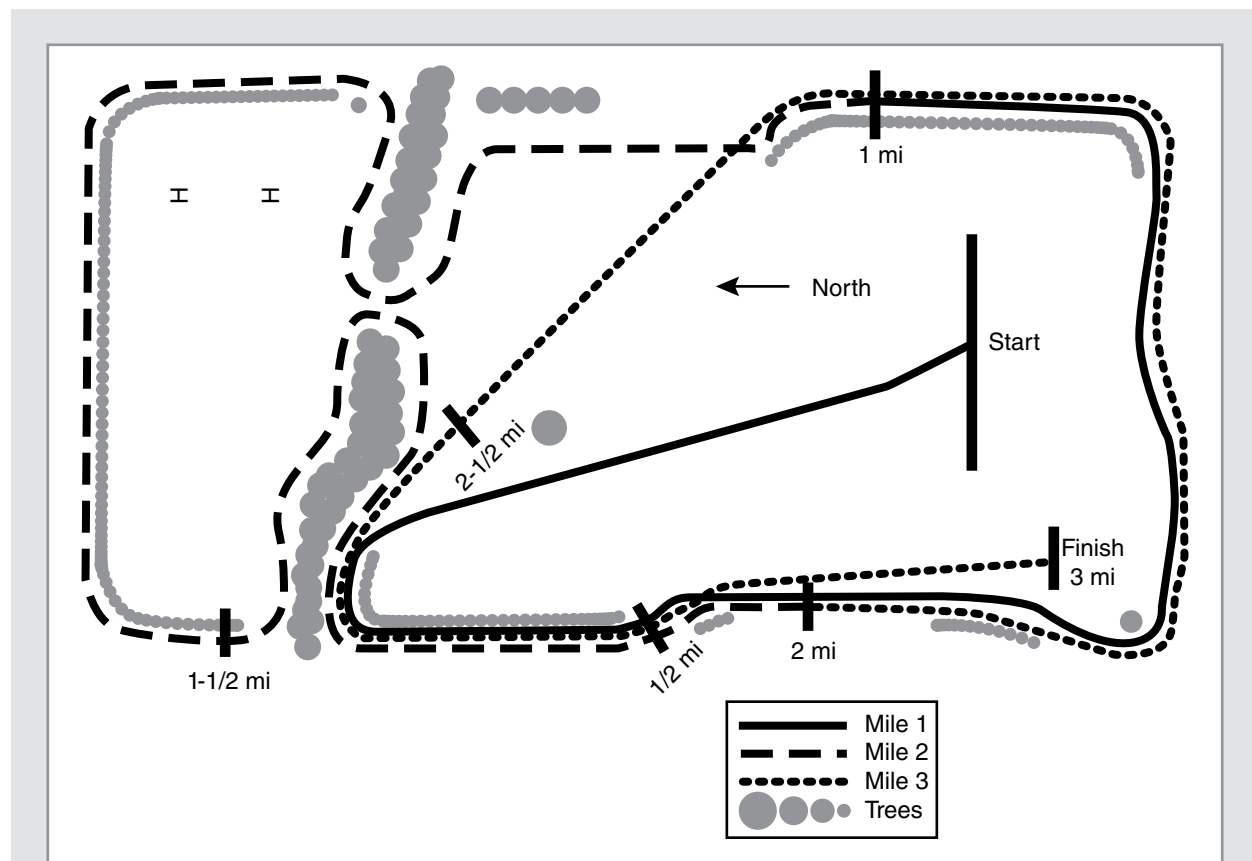 1 mi
North
Start
2-1/2 mi
Finish
3 mi
1/2 mi
2 mi
1-1/2 mi
Mile 1
Mile 2
Mile 3
Trees